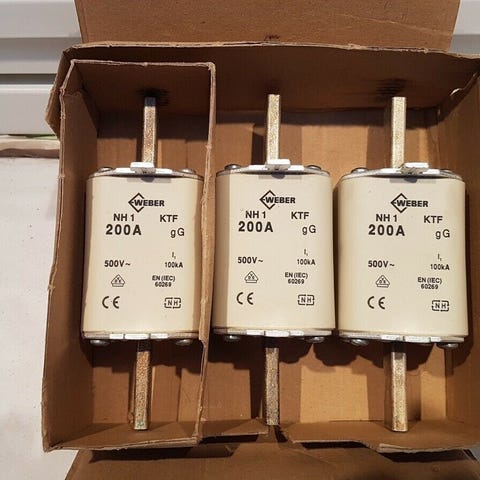 WEBER
NH 1 KTF
200A gG
500V~ I₁ 100kA
EN (IEC)
60269
CE NH
WEBER
NH 1 KTF
200A gG
500V~ I₁ 100kA
EN (IEC)
60269
CE NH
WEBER
NH 1 KTF
200A gG
500V~ I₁ 100kA
EN (IEC)
60269
CE NH